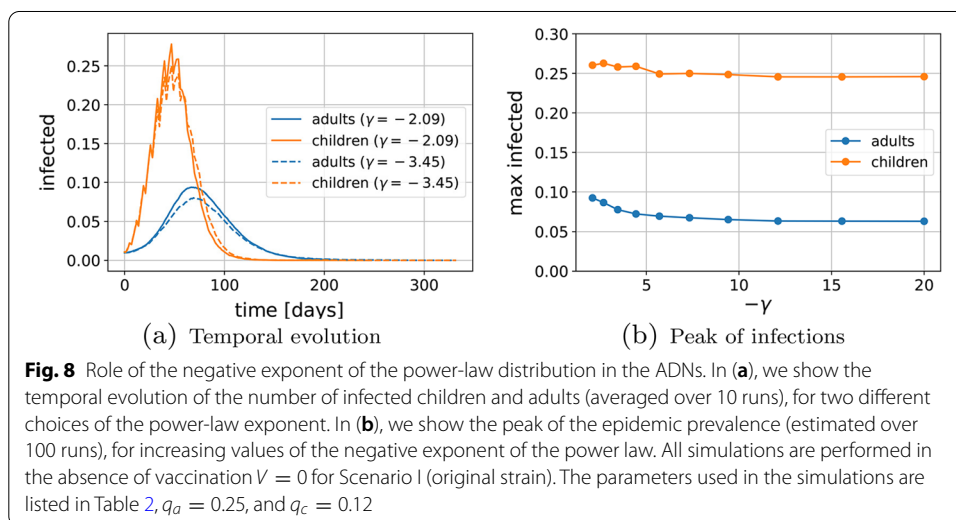 0.25
0.20
0.15
0.10
0.05
0.00
infected
adults (γ = −2.09)
children (γ = −2.09)
adults (γ = −3.45)
children (γ = −3.45)
0 100 200 300
time [days]
(a) Temporal evolution
0.30
0.25
0.20
0.15
0.10
0.05
0.00
max infected
adults
children
5 10 15 20
−γ
(b) Peak of infections
Fig. 8 Role of the negative exponent of the power-law distribution in the ADNs. In (a), we show the
temporal evolution of the number of infected children and adults (averaged over 10 runs), for two different
choices of the power-law exponent. In (b), we show the peak of the epidemic prevalence (estimated over
100 runs), for increasing values of the negative exponent of the power law. All simulations are performed in
the absence of vaccination V = 0 for Scenario I (original strain). The parameters used in the simulations are
listed in Table 2, qa = 0.25, and qc = 0.12